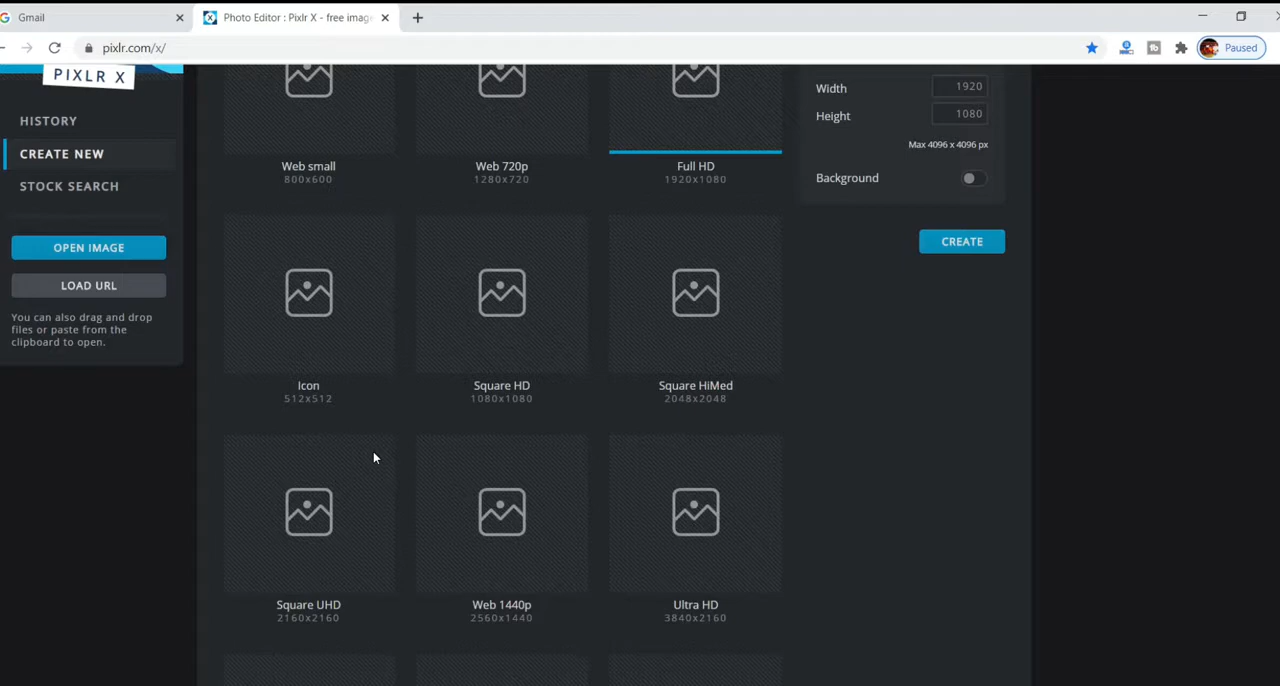 Gmail
Photo Editor : Pixlr X - free imag
pixlr.com/x/
Paused
PIXLR X
HISTORY
CREATE NEW
STOCK SEARCH
OPEN IMAGE
LOAD URL
You can also drag and drop
files or paste from the
clipboard to open.
Web small
800x600
Web 720p
1280x720
Full HD
1920x1080
Icon
512x512
Square HD
1080x1080
Square HiMed
2048x2048
Square UHD
2160x2160
Web 1440p
2560x1440
Ultra HD
3840x2160
Width
1920
Height
1080
Max 4096 x 4096 px
Background
CREATE